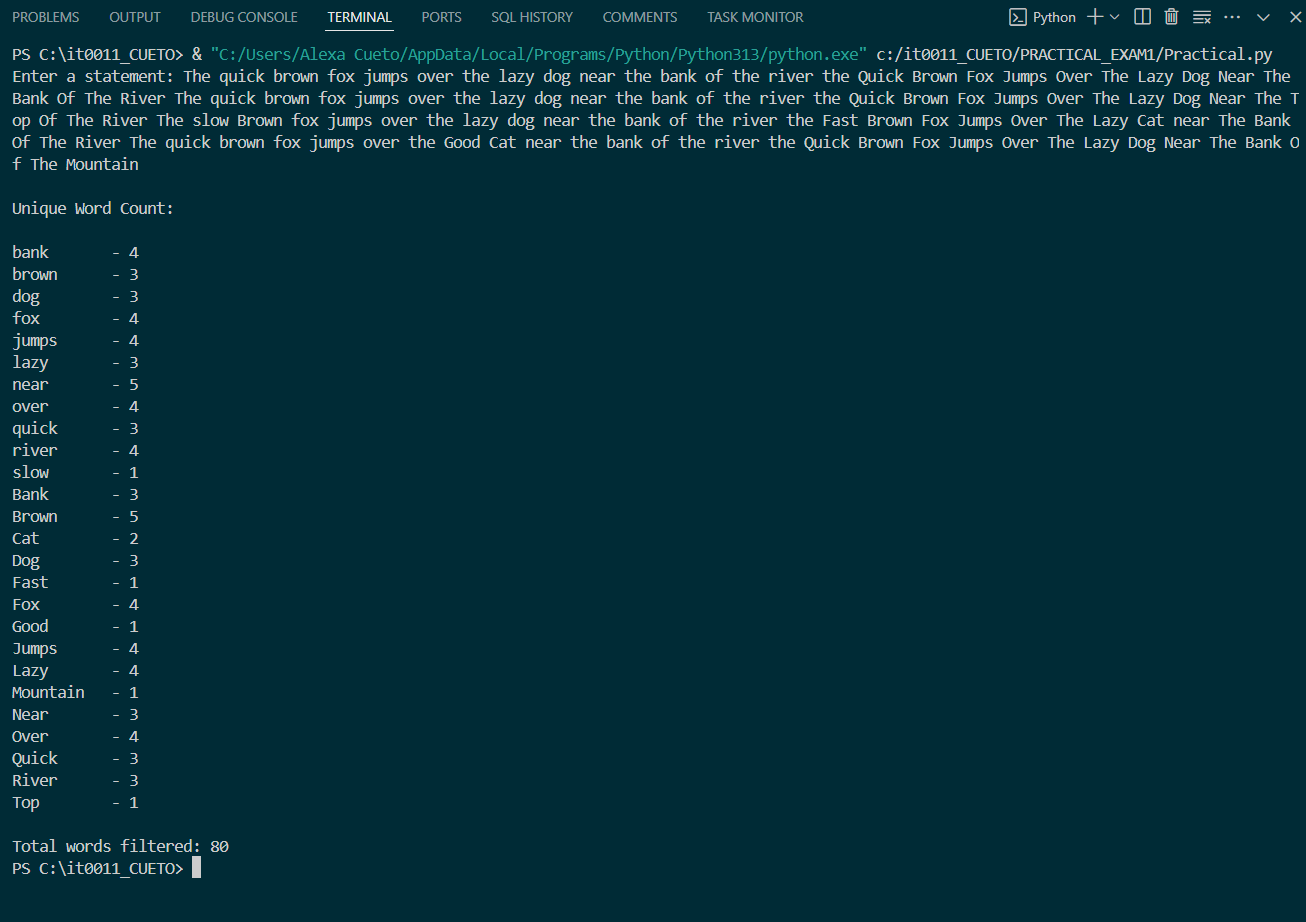 PROBLEMS OUTPUT DEBUG CONSOLE TERMINAL PORTS SQL HISTORY COMMENTS TASK MONITOR Python
PS C:\it0011_CUETO> & "C:/Users/Alexa Cueto/AppData/Local/Programs/Python/Python313/python.exe" c:/it0011_CUETO/PRACTICAL_EXAM1/Practical.py
Enter a statement: The quick brown fox jumps over the lazy dog near the bank of the river the Quick Brown Fox Jumps Over The Lazy Dog Near The
Bank Of The River The quick brown fox jumps over the lazy dog near the bank of the river the Quick Brown Fox Jumps Over The Lazy Dog Near The T
op Of The River The slow Brown fox jumps over the lazy dog near the bank of the river the Fast Brown Fox Jumps Over The Lazy Cat near The Bank
Of The River The quick brown fox jumps over the Good Cat near the bank of the river the Quick Brown Fox Jumps Over The Lazy Dog Near The Bank O
f The Mountain
Unique Word Count:
bank - 4
brown - 3
dog - 3
fox - 4
jumps - 4
lazy - 3
near - 5
over - 4
quick - 3
river - 4
slow - 1
Bank - 3
Brown - 5
Cat - 2
Dog - 3
Fast - 1
Fox - 4
Good - 1
Jumps - 4
Lazy - 4
Mountain - 1
Near - 3
Over - 4
Quick - 3
River - 3
Top - 1
Total words filtered: 80
PS C:\it0011_CUETO>